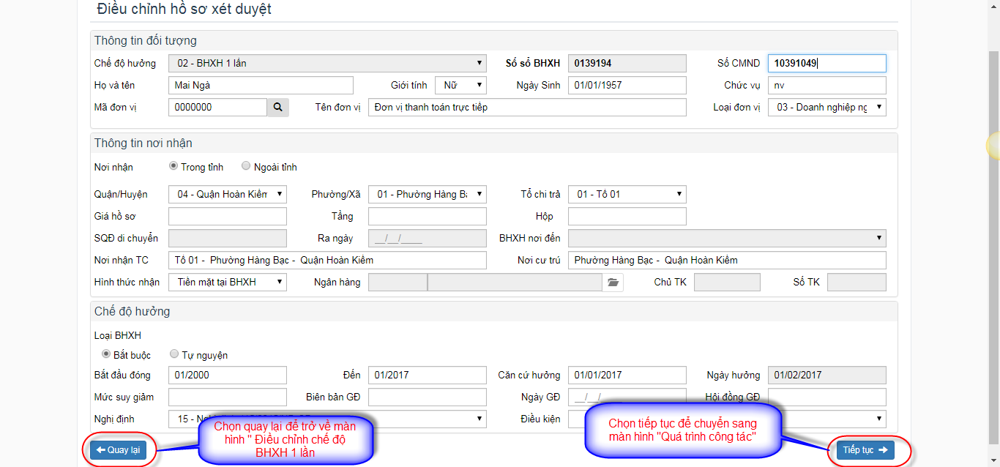 Điều chỉnh hồ sơ xét duyệt
Thông tin đối tượng
Chế độ hưởng 02 - BHXH 1 lần Số sổ BHXH 0139194 Số CMND 10391049
Họ và tên Mai Ngà Giới tính Nữ Ngày Sinh 01/01/1957 Chức vụ nv
Mã đơn vị 0000000 Tên đơn vị Đơn vị thanh toán trực tiếp Loại đơn vị 03 - Doanh nghiệp ng
Thông tin nơi nhận
Nơi nhận Trong tỉnh Ngoài tỉnh
Quận/Huyện 04 - Quận Hoàn Kiếm Phường/Xã 01 - Phường Hàng Bạ Tổ chi trả 01 - Tổ 01
Giá hồ sơ Tầng Hộp
SQĐ di chuyển Ra ngày __/__/____ BHXH nơi đến
Nơi nhận TC Tổ 01 - Phường Hàng Bạc - Quận Hoàn Kiếm Nơi cư trú Phường Hàng Bạc - Quận Hoàn Kiếm
Hình thức nhận Tiền mặt tại BHXH Ngân hàng Chủ TK Số TK
Chế độ hưởng
Loại BHXH
Bắt buộc Tự nguyện
Bắt đầu đóng 01/2000 Đến 01/2017 Căn cứ hưởng 01/01/2017 Ngày hưởng 01/02/2017
Mức suy giảm Biên bản GĐ Ngày GĐ __/__/ Hội đồng GĐ
Nghị định 15 - Điều kiện
Chọn quay lại để trở về màn
hình " Điều chỉnh chế độ
BHXH 1 lần
Chọn tiếp tục để chuyển sang
màn hình "Quá trình công tác"
Quay lại Tiếp tục